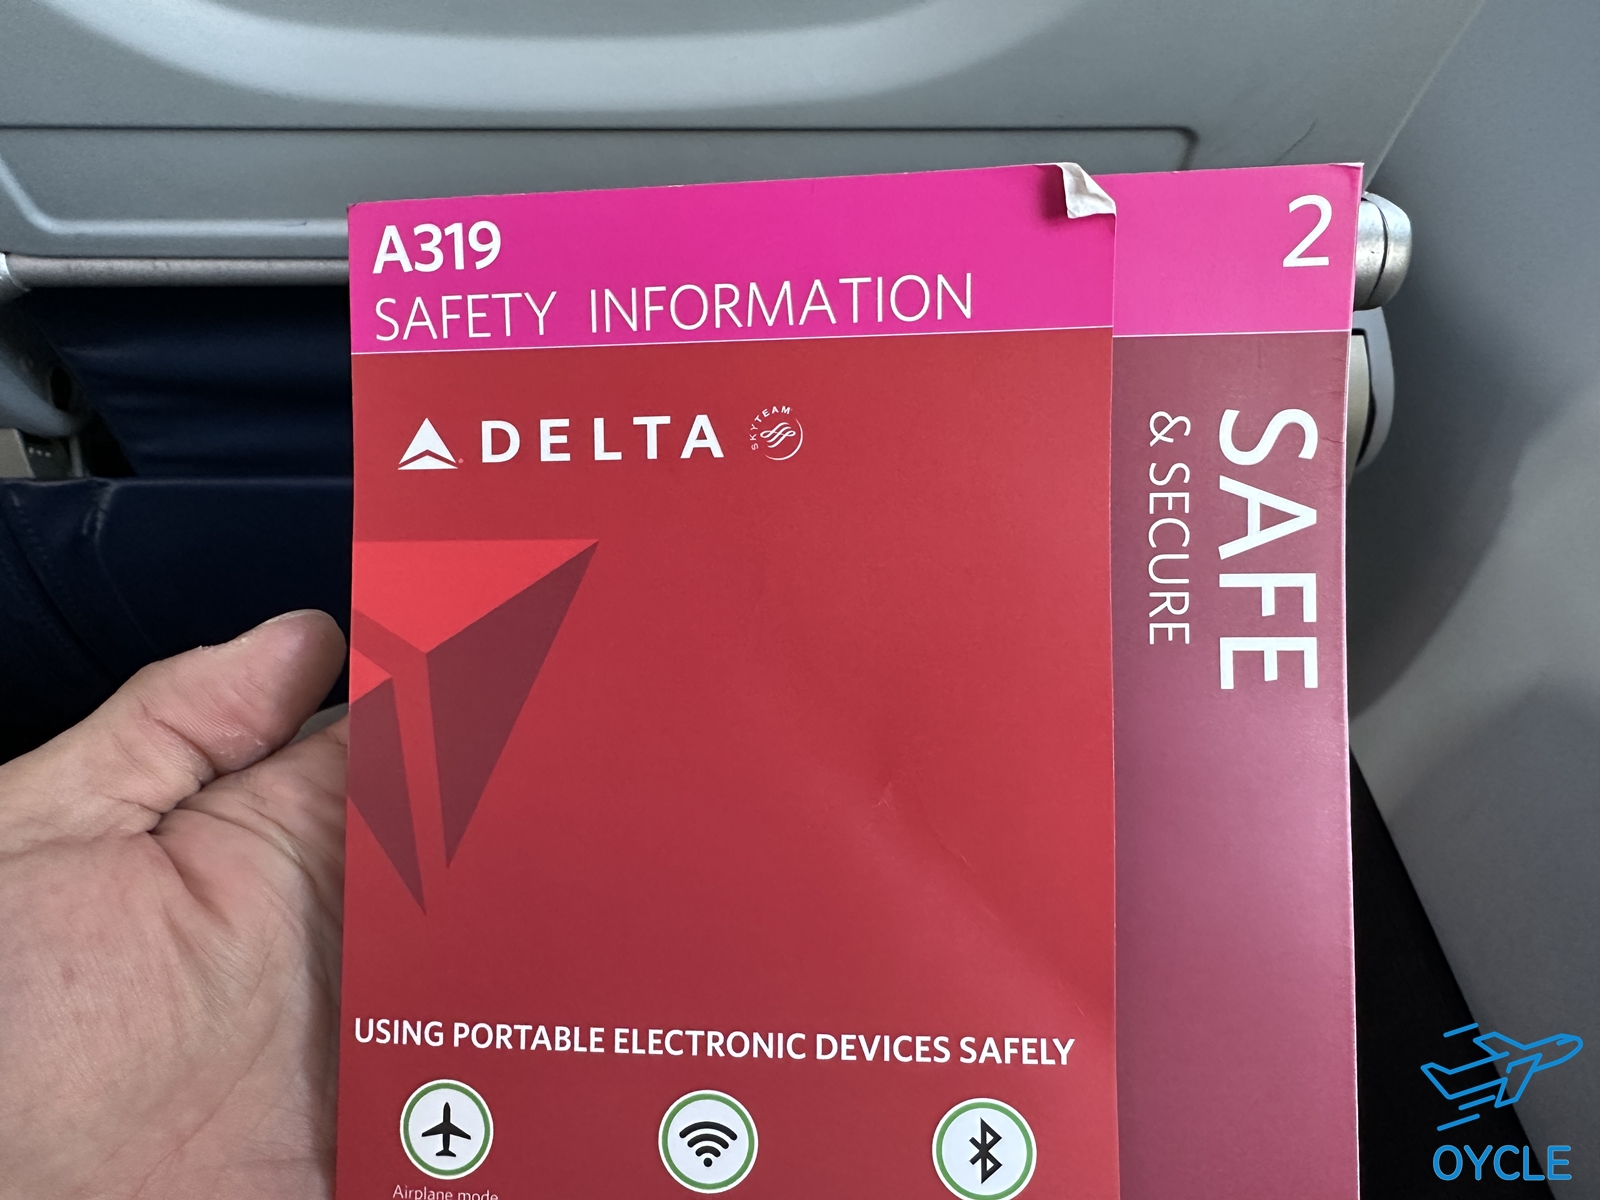 A319
SAFETY INFORMATION
DELTA
SKYTEAM
USING PORTABLE ELECTRONIC DEVICES SAFELY
Airplane mode
2
SAFE
& SECURE
OYCLE